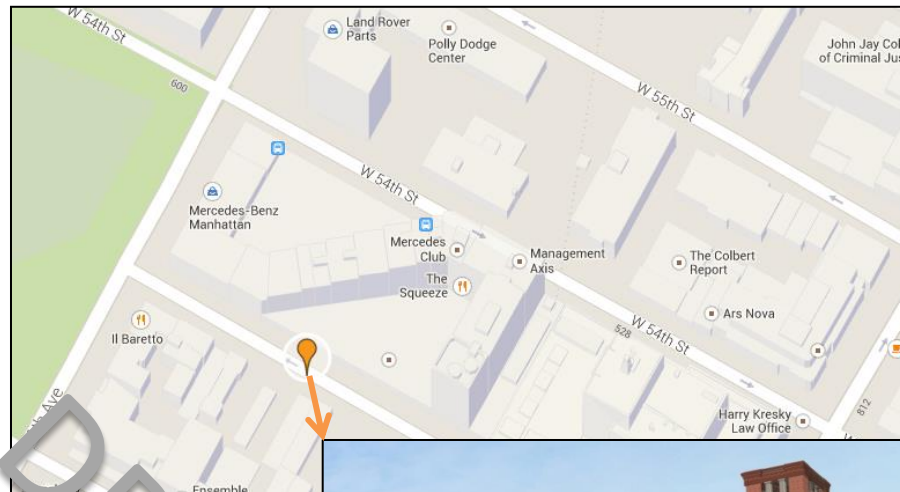 W 54th St
Land Rover
Parts
Polly Dodge
Center
John Jay Col
of Criminal Jus
600
W 55th St
W 54th St
Mercedes-Benz
Manhattan
Mercedes
Club
Management
Axis
The Colbert
Report
The
Squeeze
Ars Nova
Il Baretto
528
W 54th St
812
Harry Kresky
Law Office
Ave
Ensemble